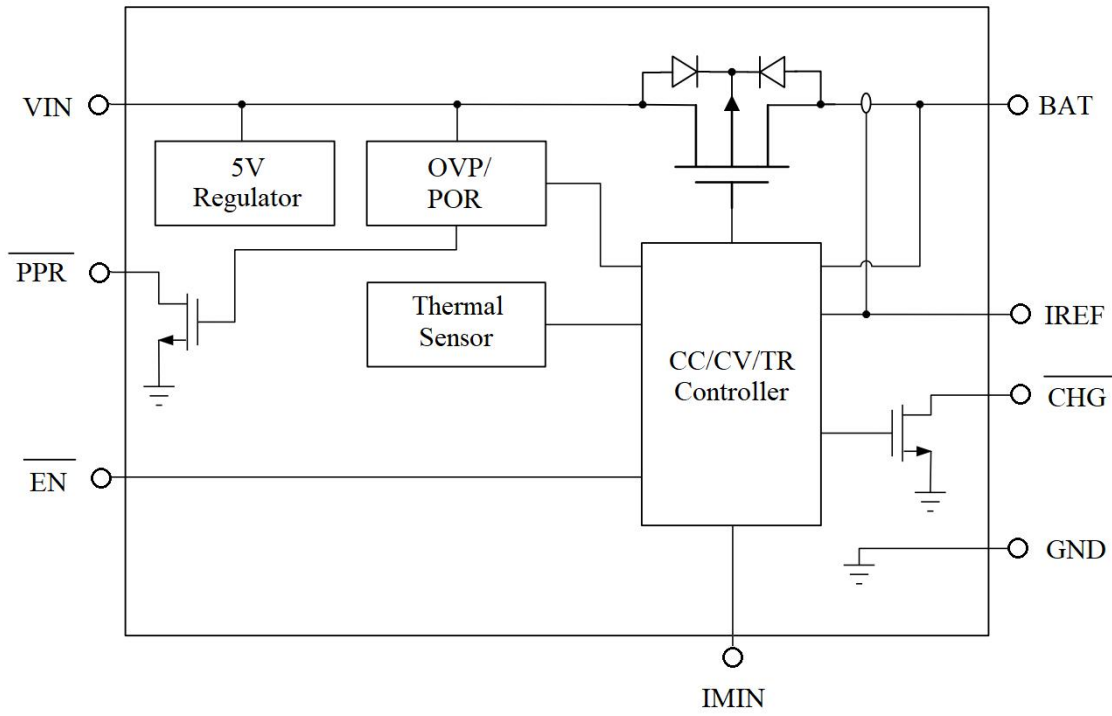 VIN
BAT
5V
Regulator
OVP/
POR
PPR
Thermal
Sensor
CC/CV/TR
Controller
IREF
CHG
EN
GND
IMIN